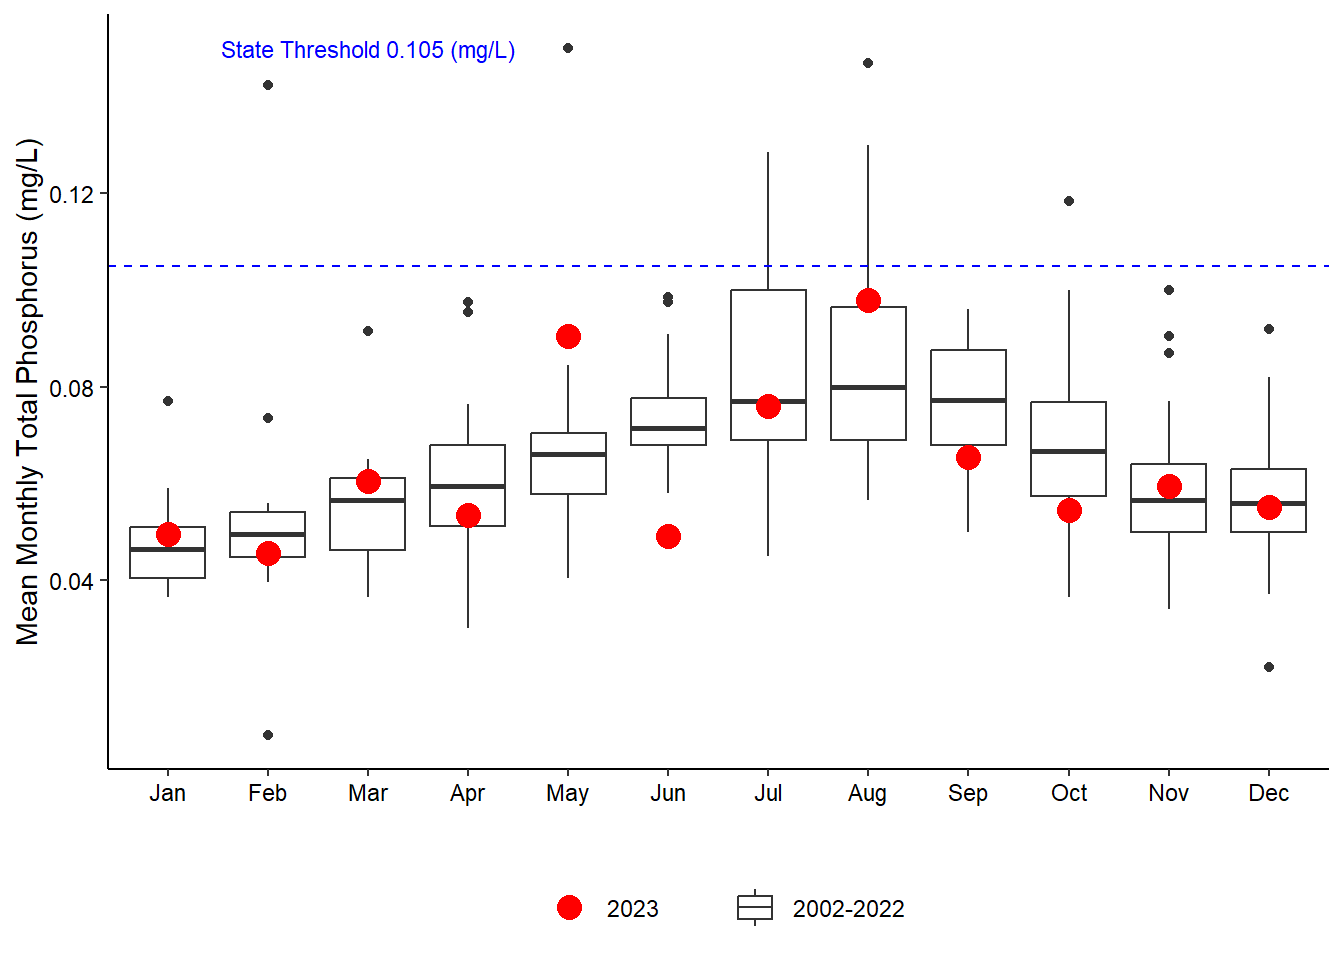 State Threshold 0.105 (mg/L)
Mean Monthly Total Phosphorus (mg/L)
0.12
0.08
0.04
Jan Feb Mar Apr May Jun Jul Aug Sep Oct Nov Dec
2023 2002-2022